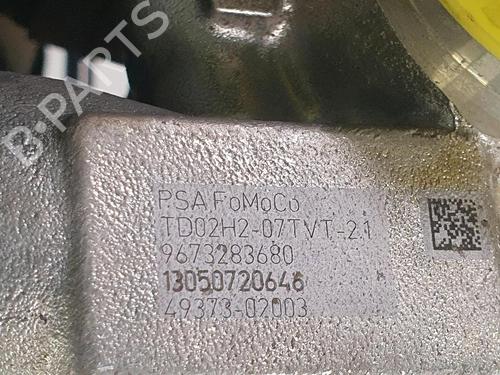 B-PARTS
PSA FoMoCo
TD02H2-07TVT-2.1
9673283680
13050720646
49373-02003